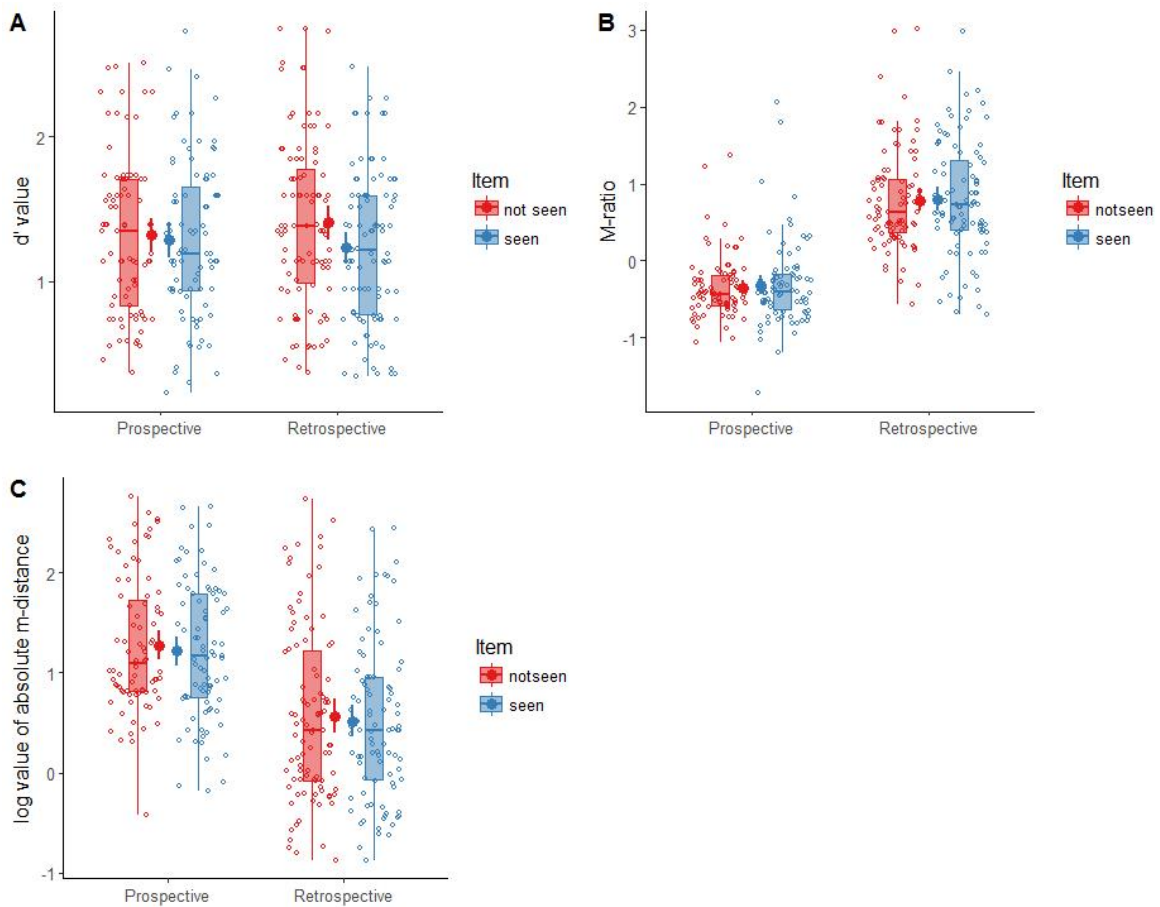 A
d' value
2
1
Prospective
Retrospective
Item
not seen
seen
B
M-ratio
3
2
1
0
-1
Prospective
Retrospective
Item
notseen
seen
C
log value of absolute m-distance
2
1
0
-1
Prospective
Retrospective
Item
notseen
seen